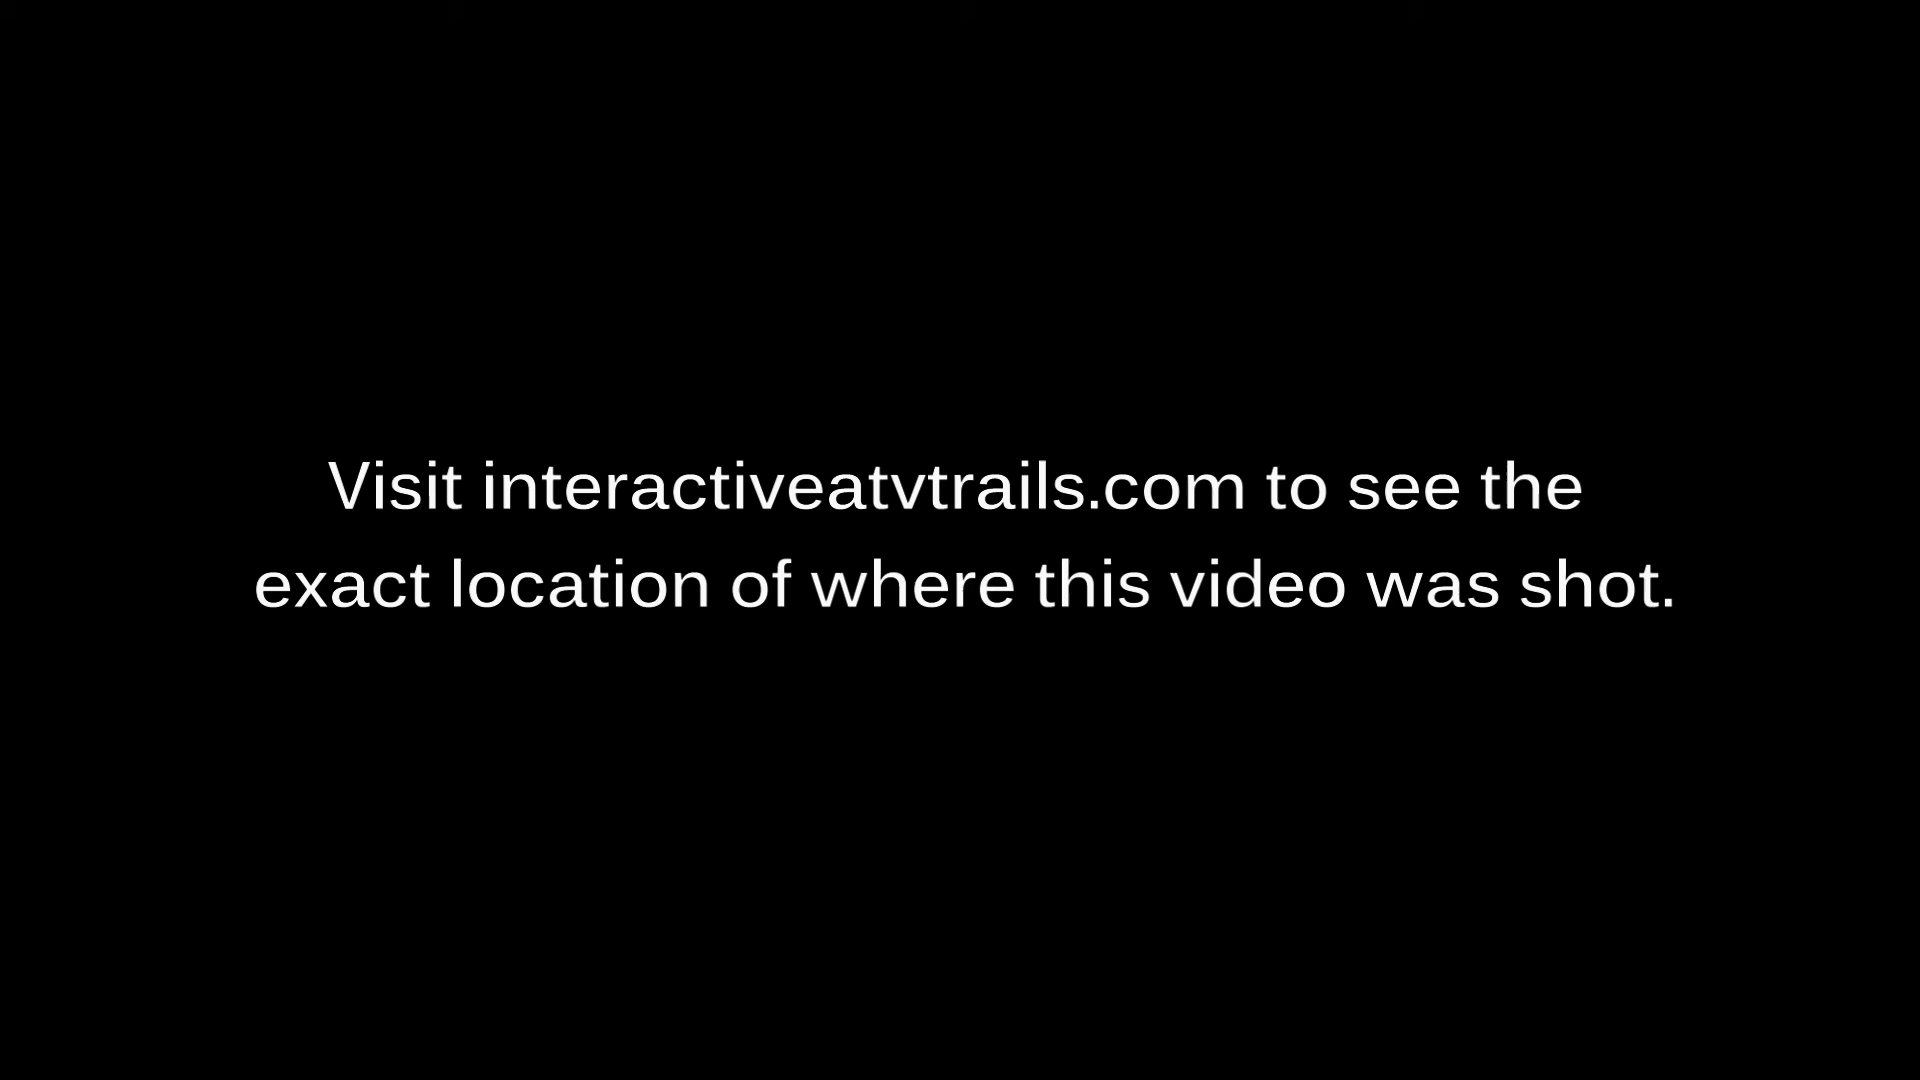 Visit interactiveatvtrails.com to see the
exact location of where this video was shot.